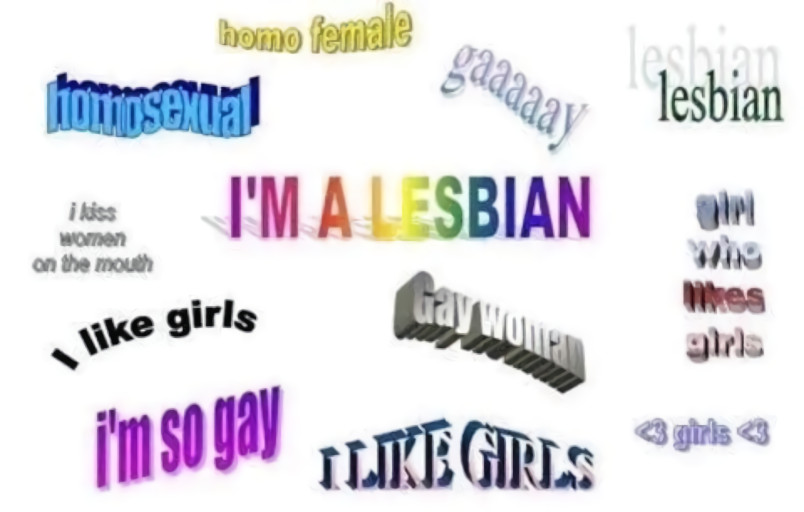 homo female
homosexual
gaaaaay
lesbian
lesbian
I'M A LESBIAN
i kiss
women
on the mouth
girl
who
likes
girls
I like girls
Gay woman
i'm so gay
I LIKE GIRLS
<3 girls <3